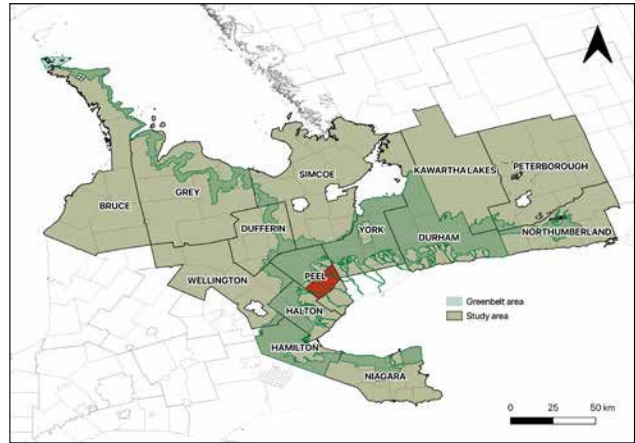 SIMCOE
KAWARTHA LAKES
PETERBOROUGH
BRUCE
GREY
DUFFERIN
YORK
DURHAM
NORTHUMBERLAND
WELLINGTON
PEEL
HALTON
HAMILTON
NIAGARA
Greenbelt area
Study area
0 25 50 km